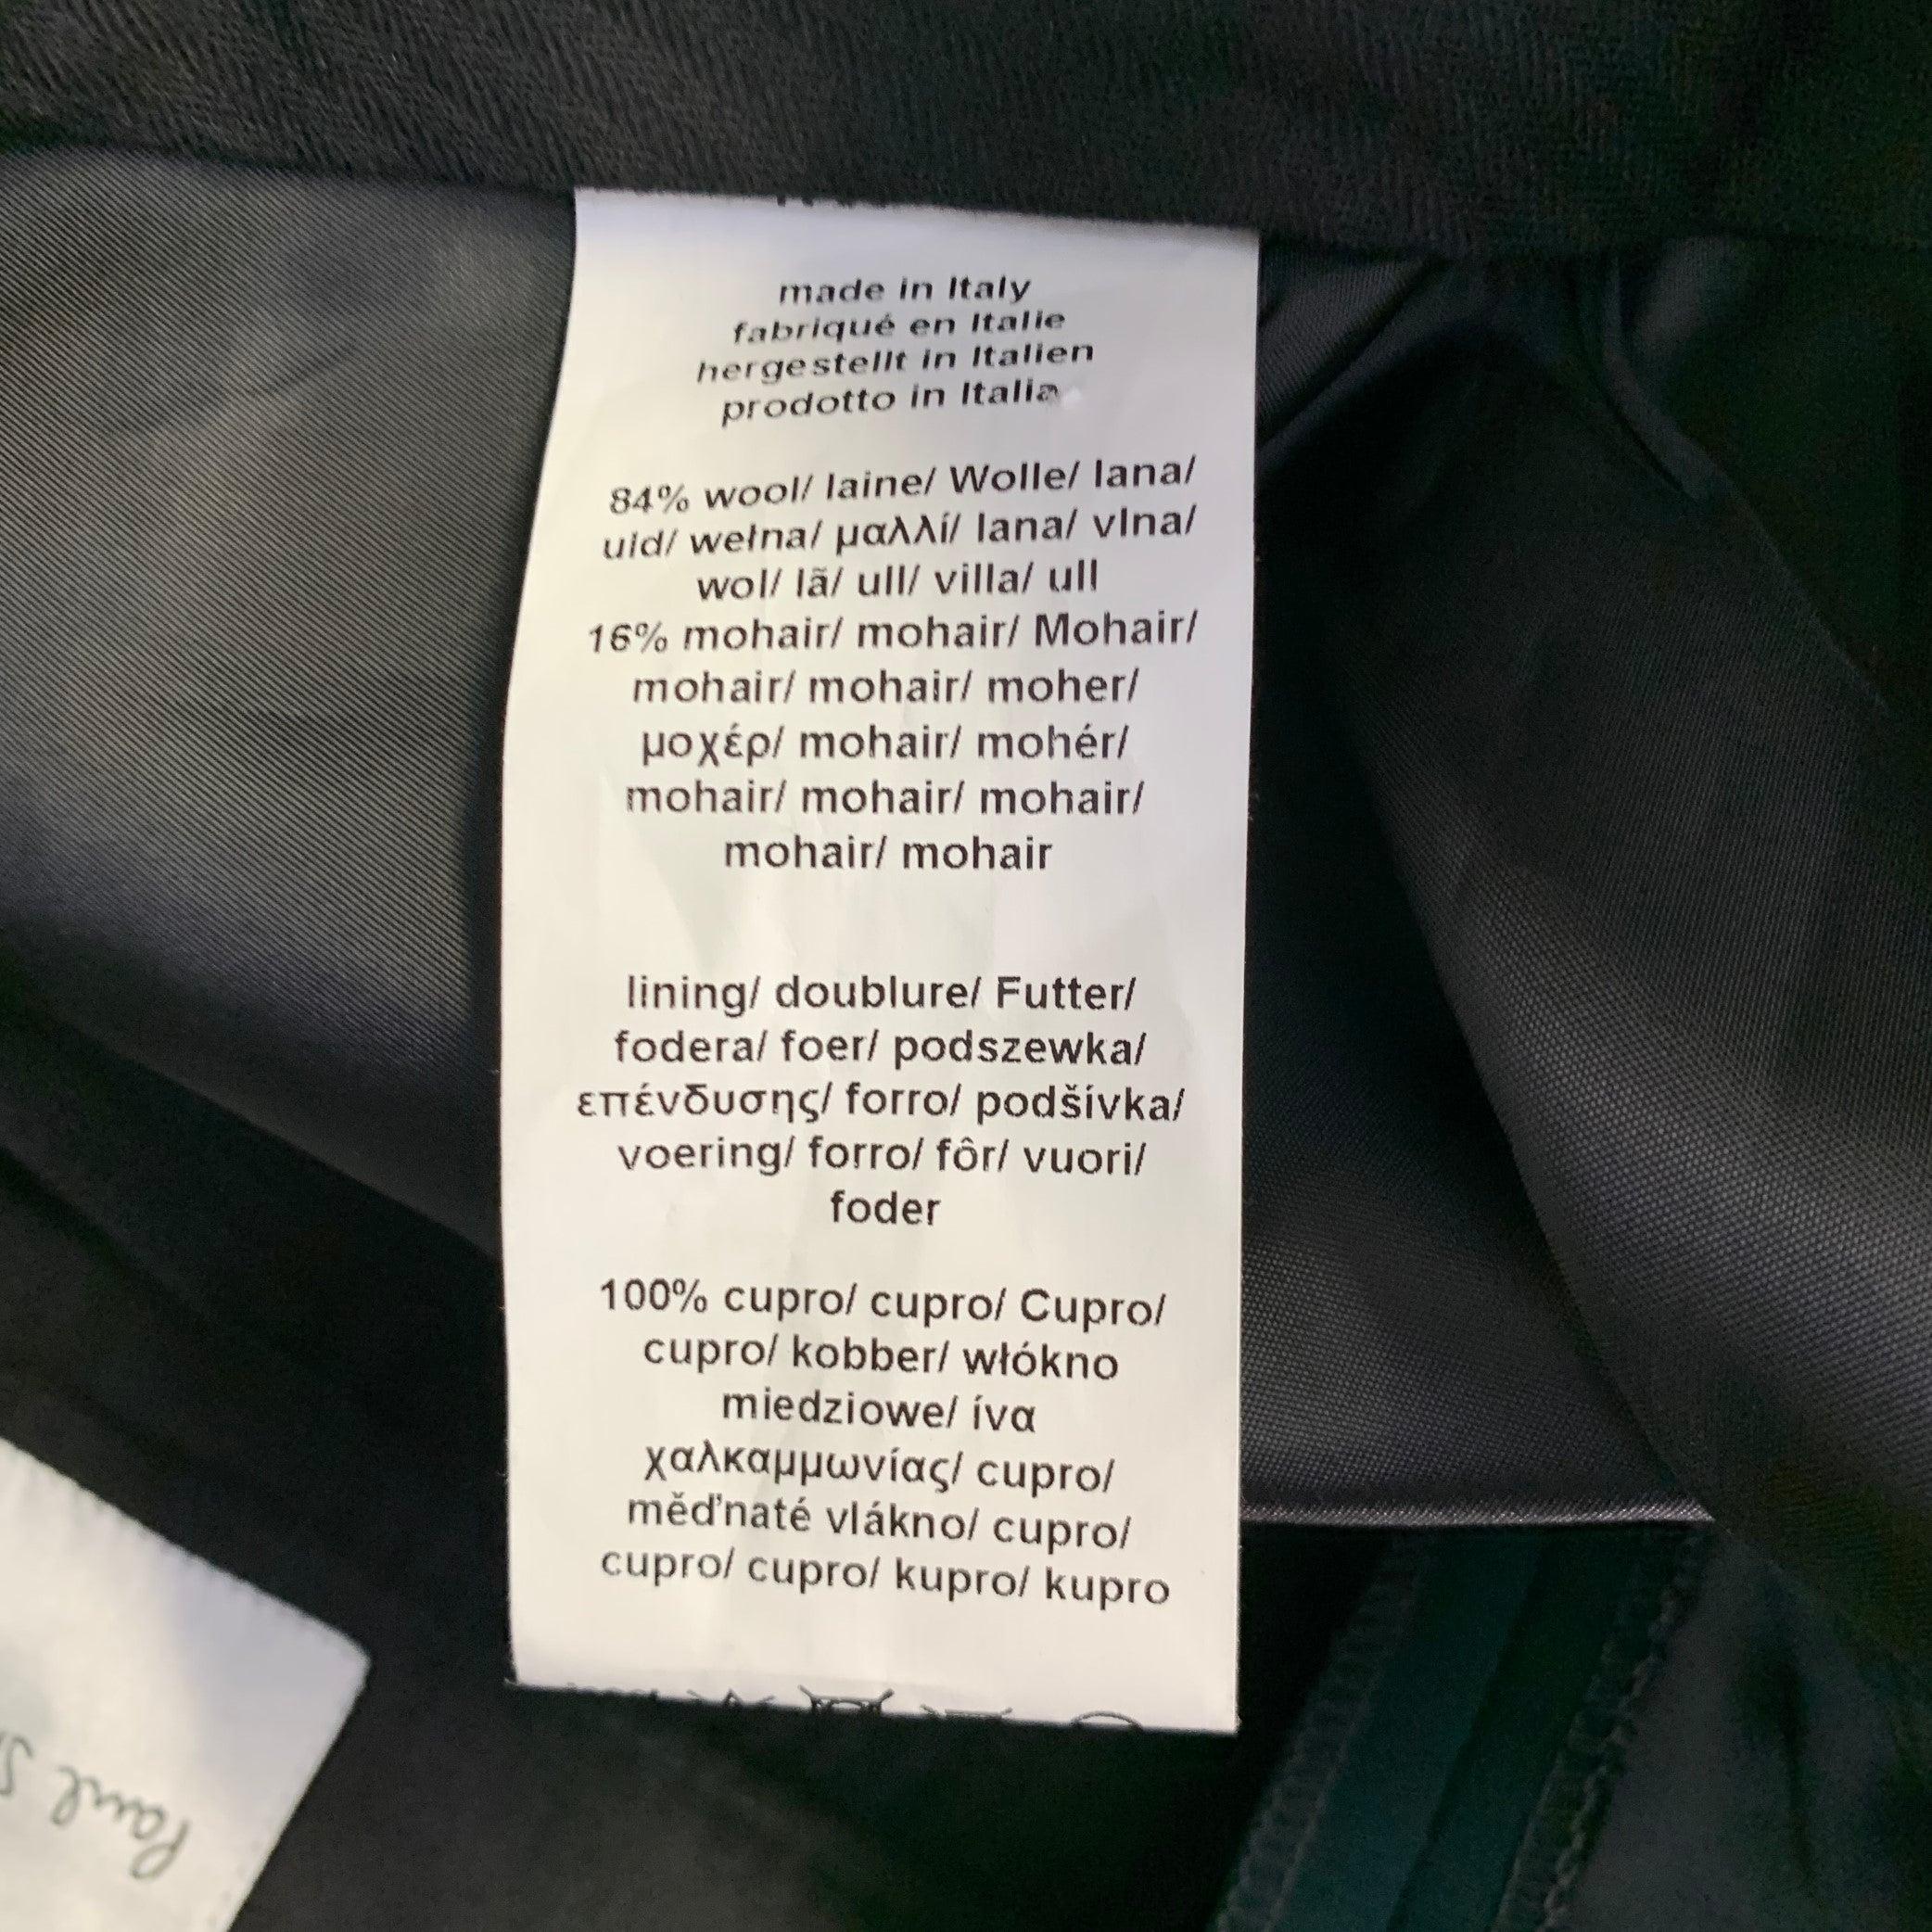 made in Italy
fabriqué en Italie
hergestellt in Italien
prodotto in Italia
84% wool/ laine/ Wolle/ lana/
uld/ wełna/ μαλλί/ lana/ vlna/
wol/ lã/ ull/ villa/ ull
16% mohair/ mohair/ Mohair/
mohair/ mohair/ moher/
μοχέρ/ mohair/ mohér/
mohair/ mohair/ mohair/
mohair/ mohair
lining/ doublure/ Futter/
fodera/ foer/ podszewka/
επένδυσης/ forro/ podšívka/
voering/ forro/ fôr/ vuori/
foder
100% cupro/ cupro/ Cupro/
cupro/ kobber/ włókno
miedziowe/ ίνα
χαλκαμμωνίας/ cupro/
měďnaté vlákno/ cupro/
cupro/ cupro/ kupro/ kupro
Paul